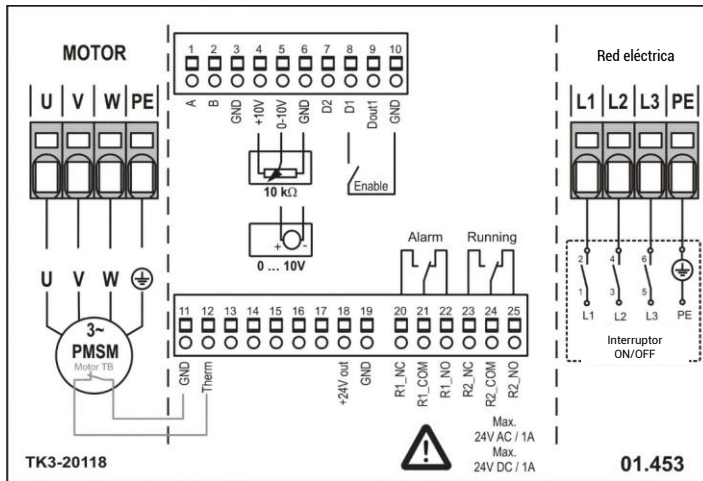 MOTOR
U V W PE
U V W
3~
PMSM
Motor TB
1 2 3 4 5 6 7 8 9 10
A B GND +10V 0-10V GND D2 D1 Dout1 GND
10 kΩ
Enable
+ -
0 ... 10V
Alarm Running
11 12 13 14 15 16 17 18 19 20 21 22 23 24 25
GND Therm +24V out GND R1_NC R1_COM R1_NO R2_NC R2_COM R2_NO
Max.
24V AC / 1A
Max.
24V DC / 1A
Red eléctrica
L1 L2 L3 PE
2 4 6
1 3 5
L1 L2 L3 PE
Interruptor
ON/OFF
TK3-20118
01.453